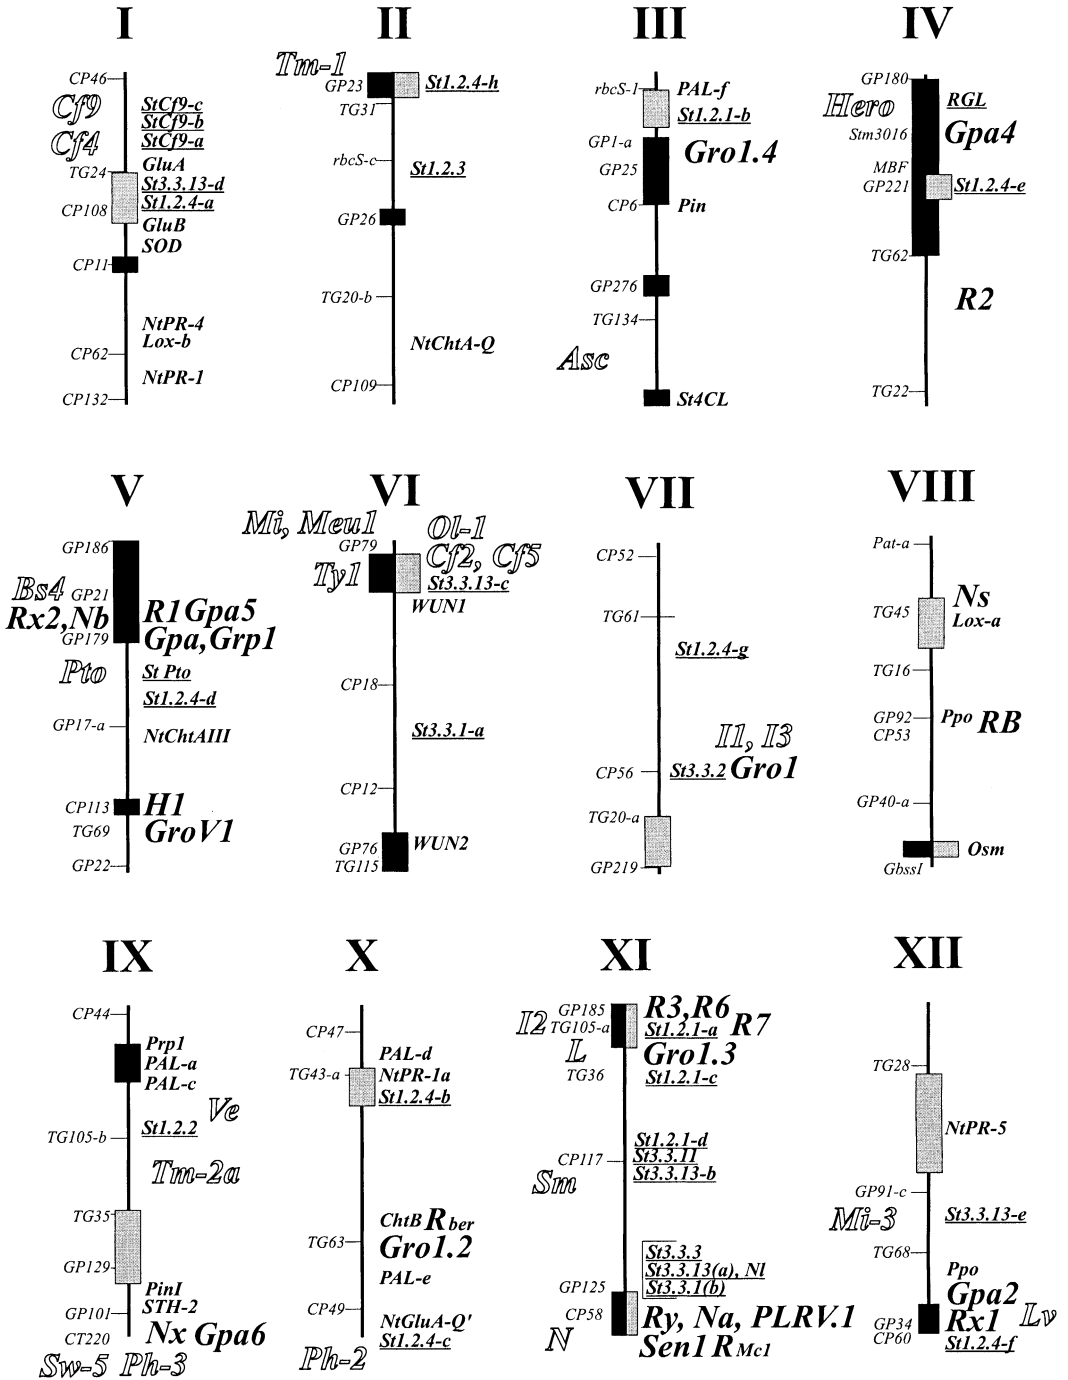 I
CP46
Cf9
StCf9-c
StCf9-b
Cf4
StCf9-a
GluA
TG24
St3.3.13-d
St1.2.4-a
CP108
GluB
SOD
CP11
NtPR-4
Lox-b
CP62
NtPR-1
CP132
II
Tm-1
GP23
St1.2.4-h
TG31
rbcS-c
St1.2.3
GP26
TG20-b
NtChtA-Q
CP109
III
rbcS-1
PAL-f
St1.2.1-b
GP1-a
Gro1.4
GP25
CP6
Pin
GP276
TG134
Asc
St4CL
IV
GP180
Hero
RGL
Stm3016
Gpa4
MBF
GP221
St1.2.4-e
TG62
R2
TG22
V
GP186
Bs4
GP21
Rx2,Nb
R1Gpa5
GP179
Gpa,Grp1
Pto
St Pto
St1.2.4-d
GP17-a
NtChtAIII
CP113
H1
TG69
GroV1
GP22
VI
Mi, Meu1
Ol-1
GP79
Cf2, Cf5
Ty1
St3.3.13-c
WUN1
CP18
St3.3.1-a
CP12
GP76
WUN2
TG115
VII
CP52
TG61
St1.2.4-g
I1, I3
CP56
St3.3.2 Gro1
TG20-a
GP219
VIII
Pat-a
Ns
TG45
Lox-a
TG16
GP92
Ppo RB
CP53
GP40-a
Osm
GbssI
IX
CP44
Prp1
PAL-a
PAL-c
Ve
St1.2.2
TG105-b
Tm-2a
TG35
GP129
PinI
STH-2
GP101
CT220
Nx Gpa6
Sw-5 Ph-3
X
CP47
PAL-d
TG43-a
NtPR-1a
St1.2.4-b
ChtB Rber
TG63
Gro1.2
PAL-e
CP49
NtGluA-Q'
St1.2.4-c
Ph-2
XI
GP185
R3,R6
I2
TG105-a
St1.2.1-a R7
L
Gro1.3
TG36
St1.2.1-c
St1.2.1-d
CP117
St3.3.11
St3.3.13-b
Sm
St3.3.3
St3.3.13(a), Nl
GP125
St3.3.1(b)
CP58
Ry, Na, PLRV.1
N
Sen1 RMc1
XII
TG28
NtPR-5
GP91-c
Mi-3
St3.3.13-e
TG68
Ppo
Gpa2
Lv
GP34
Rx1
CP60
St1.2.4-f